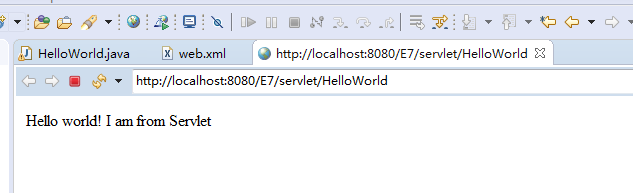 HelloWorld.java
web.xml
http://localhost:8080/E7/servlet/HelloWorld
http://localhost:8080/E7/servlet/HelloWorld
Hello world! I am from Servlet